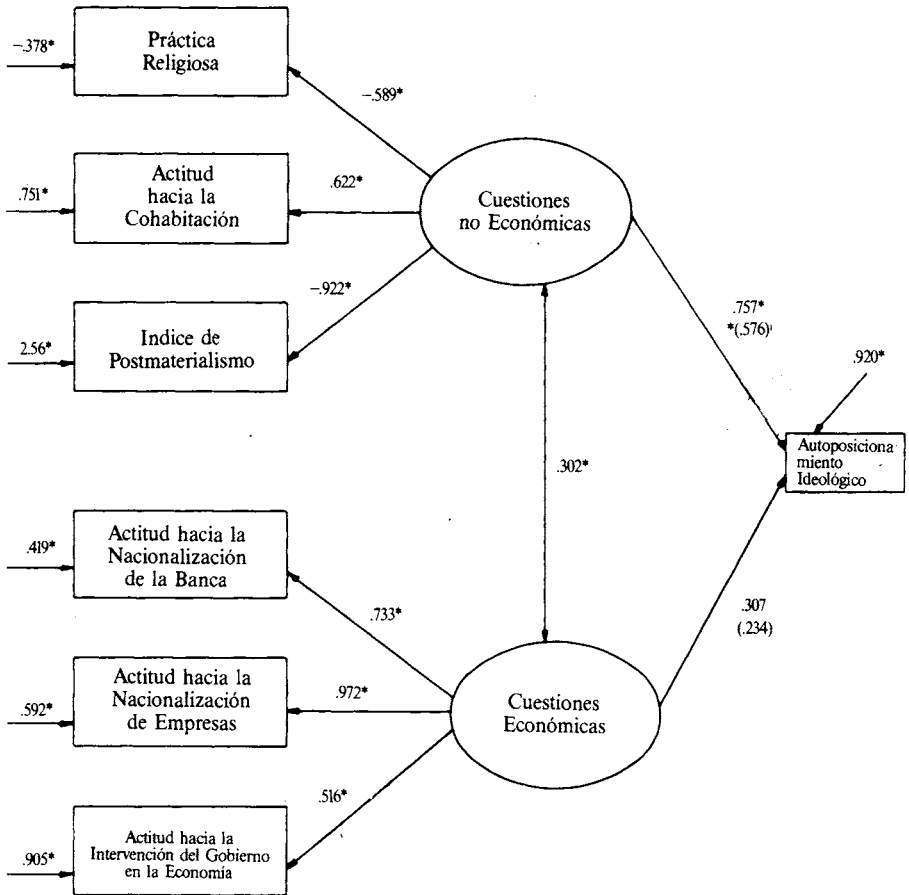 −.378*
Práctica
Religiosa
−.589*
.751*
Actitud
hacia la
Cohabitación
.622*
Cuestiones
no Económicas
−.922*
2.56*
Indice de
Postmaterialismo
.757*
*(.576)
.920*
.302*
Autoposiciona
miento
Ideológico
.419*
Actitud hacia la
Nacionalización
de la Banca
.733*
.307
(.234)
.592*
Actitud hacia la
Nacionalización
de Empresas
.972*
Cuestiones
Económicas
.516*
.905*
Actitud hacia la
Intervención del Gobierno
en la Economía